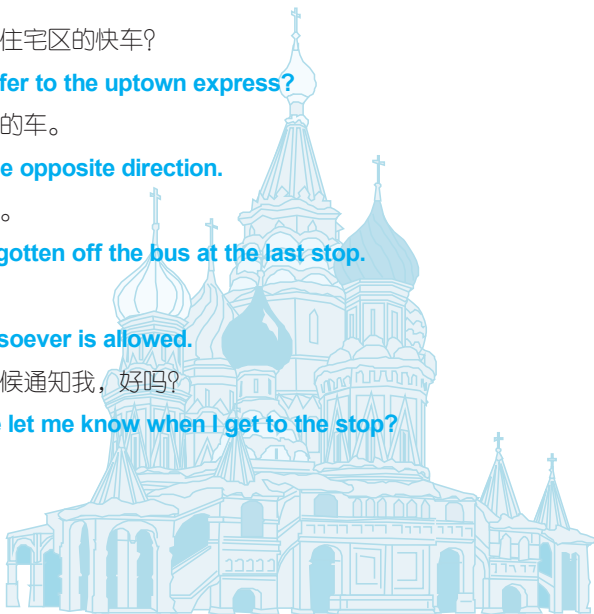 住宅区的快车？
fer to the uptown express?
的车。
e opposite direction.
。
gotten off the bus at the last stop.
soever is allowed.
候通知我，好吗？
let me know when I get to the stop?